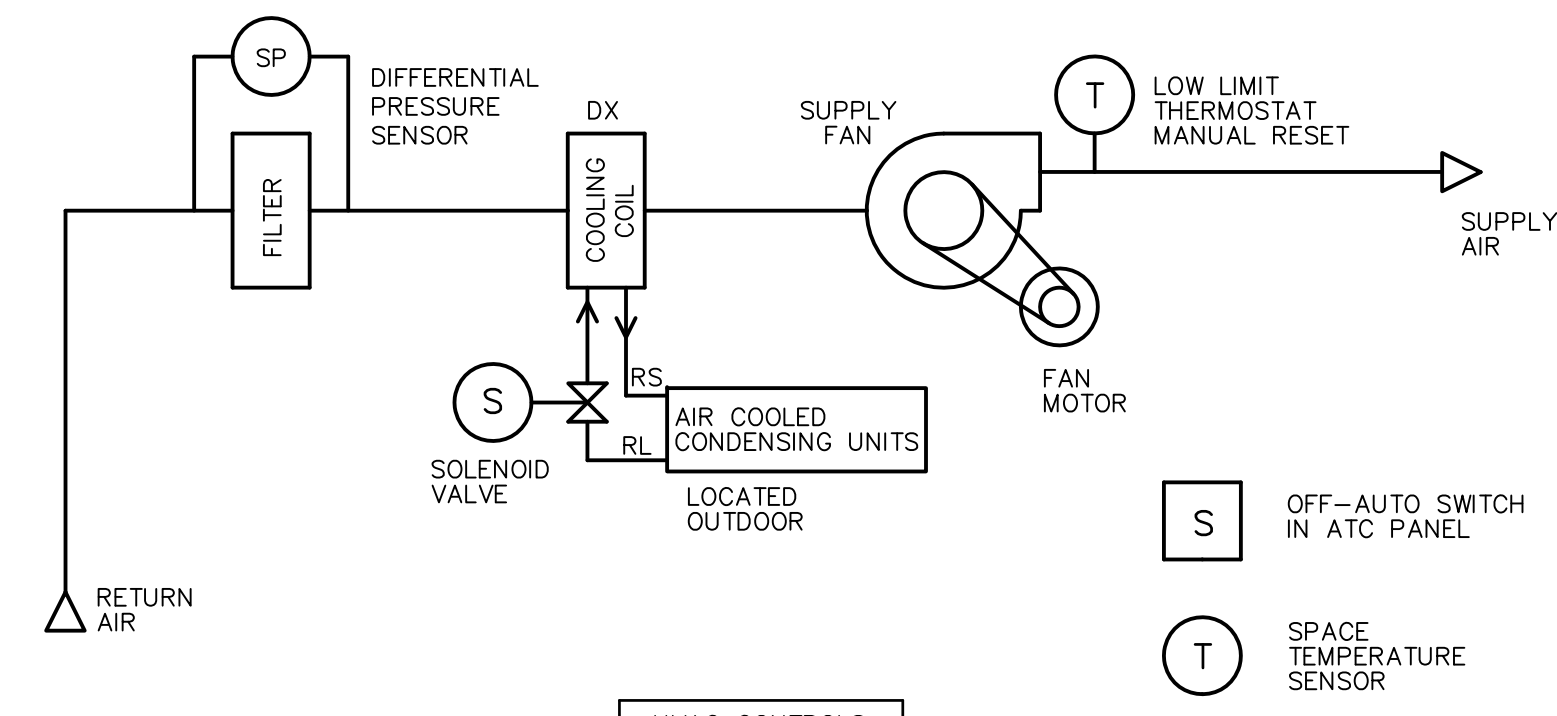 SP
DIFFERENTIAL
PRESSURE
SENSOR
FILTER
DX
COOLING
COIL
SUPPLY
FAN
T
LOW LIMIT
THERMOSTAT
MANUAL RESET
SUPPLY
AIR
FAN
MOTOR
S
SOLENOID
VALVE
RS
RL
AIR COOLED
CONDENSING UNITS
LOCATED
OUTDOOR
S
OFF-AUTO SWITCH
IN ATC PANEL
RETURN
AIR
T
SPACE
TEMPERATURE
SENSOR